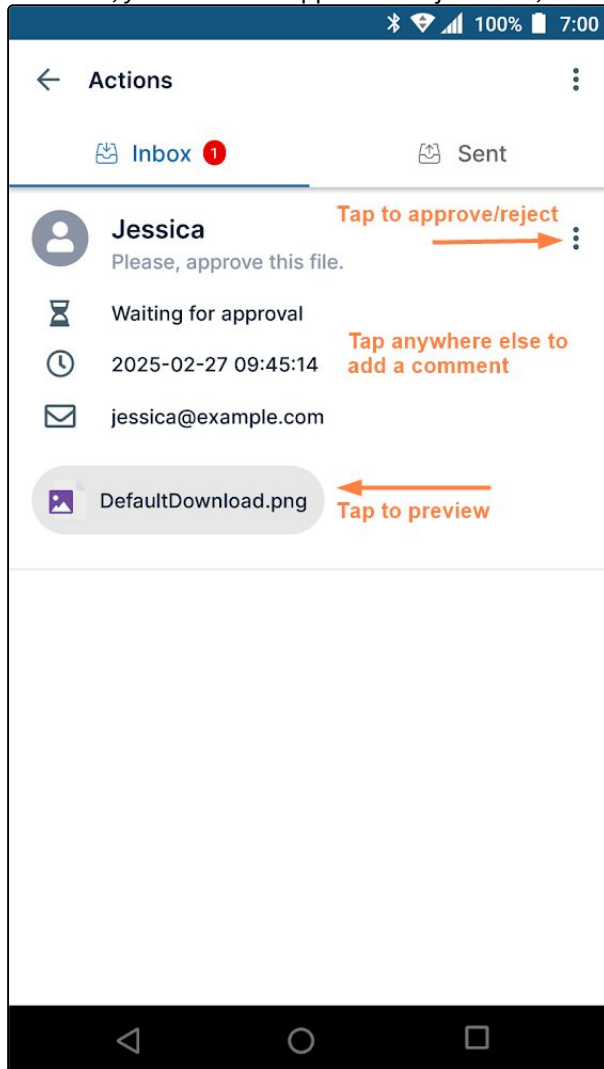 100% 7:00
Actions
Inbox 1
Sent
Jessica
Tap to approve/reject
Please, approve this file.
Waiting for approval
Tap anywhere else to
add a comment
2025-02-27 09:45:14
jessica@example.com
DefaultDownload.png
Tap to preview